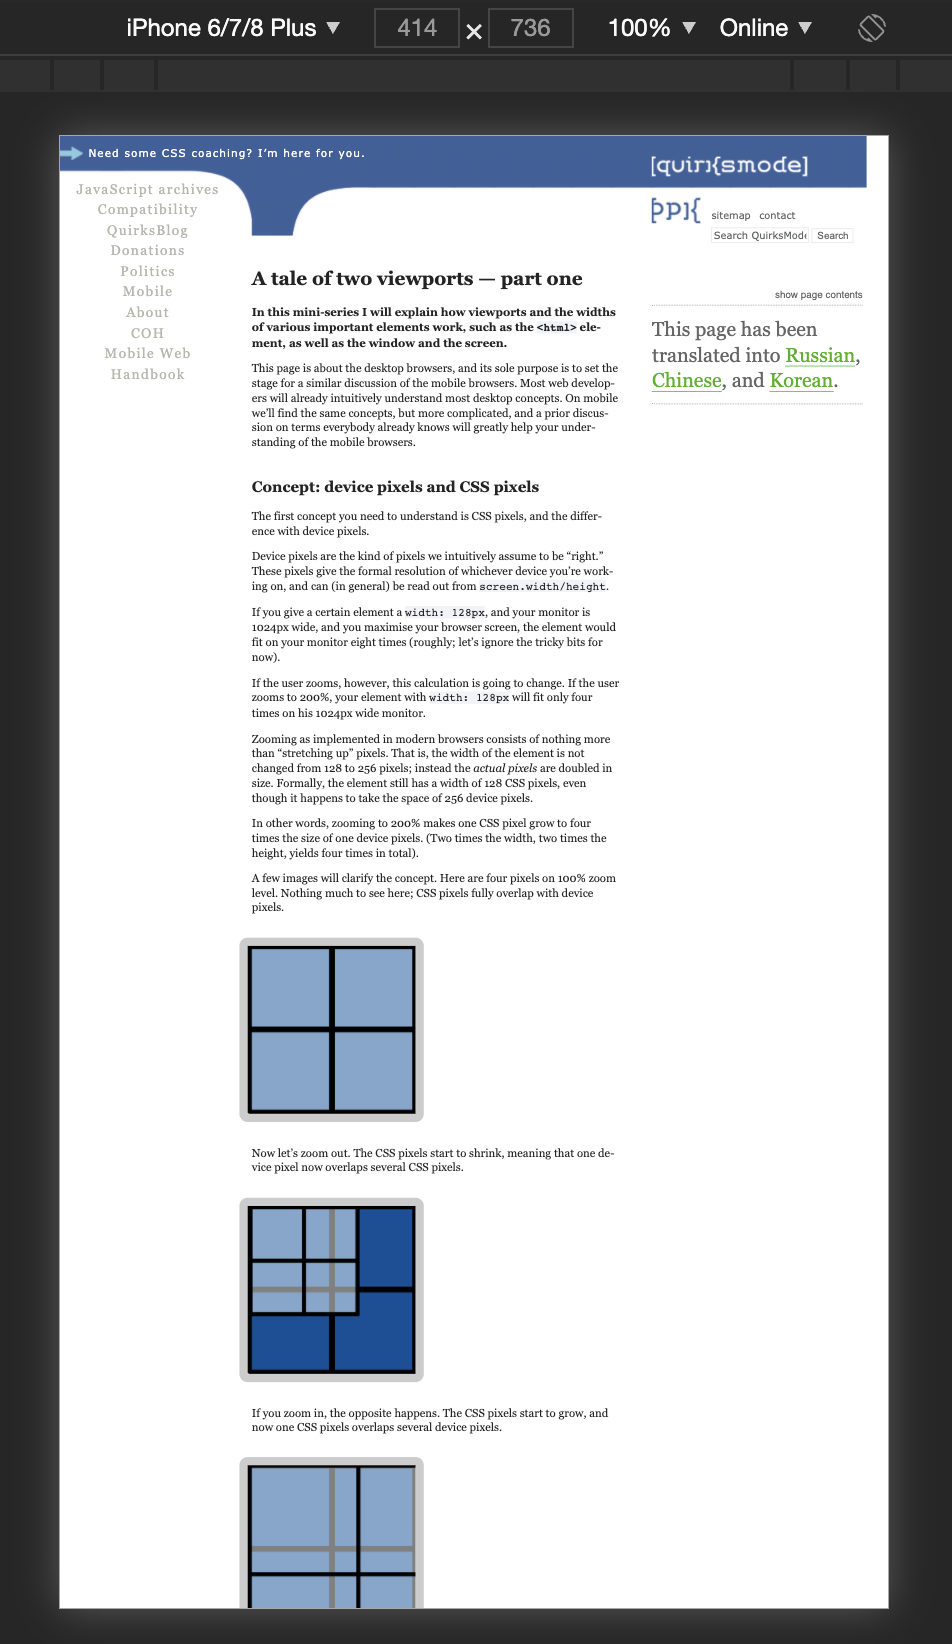 iPhone 6/7/8 Plus ▼ 414 × 736 100% ▼ Online ▼
Need some CSS coaching? I'm here for you.
[quirksmode]
JavaScript archives
Compatibility
QuirksBlog
Donations
Politics
Mobile
About
COH
Mobile Web
Handbook
ppk
sitemap contact
Search QuirksMode Search
A tale of two viewports — part one
In this mini-series I will explain how viewports and the widths
of various important elements work, such as the <html> ele-
ment, as well as the window and the screen.
This page is about the desktop browsers, and its sole purpose is to set the
stage for a similar discussion of the mobile browsers. Most web develop-
ers will already intuitively understand most desktop concepts. On mobile
we'll find the same concepts, but more complicated, and a prior discus-
sion on terms everybody already knows will greatly help your under-
standing of the mobile browsers.
show page contents
This page has been
translated into Russian,
Chinese, and Korean.
Concept: device pixels and CSS pixels
The first concept you need to understand is CSS pixels, and the differ-
ence with device pixels.
Device pixels are the kind of pixels we intuitively assume to be “right.”
These pixels give the formal resolution of whichever device you're work-
ing on, and can (in general) be read out from screen.width/height.
If you give a certain element a width: 128px, and your monitor is
1024px wide, and you maximise your browser screen, the element would
fit on your monitor eight times (roughly; let's ignore the tricky bits for
now).
If the user zooms, however, this calculation is going to change. If the user
zooms to 200%, your element with width: 128px will fit only four
times on his 1024px wide monitor.
Zooming as implemented in modern browsers consists of nothing more
than “stretching up” pixels. That is, the width of the element is not
changed from 128 to 256 pixels; instead the actual pixels are doubled in
size. Formally, the element still has a width of 128 CSS pixels, even
though it happens to take the space of 256 device pixels.
In other words, zooming to 200% makes one CSS pixel grow to four
times the size of one device pixels. (Two times the width, two times the
height, yields four times in total).
A few images will clarify the concept. Here are four pixels on 100% zoom
level. Nothing much to see here; CSS pixels fully overlap with device
pixels.
Now let's zoom out. The CSS pixels start to shrink, meaning that one de-
vice pixel now overlaps several CSS pixels.
If you zoom in, the opposite happens. The CSS pixels start to grow, and
now one CSS pixels overlaps several device pixels.